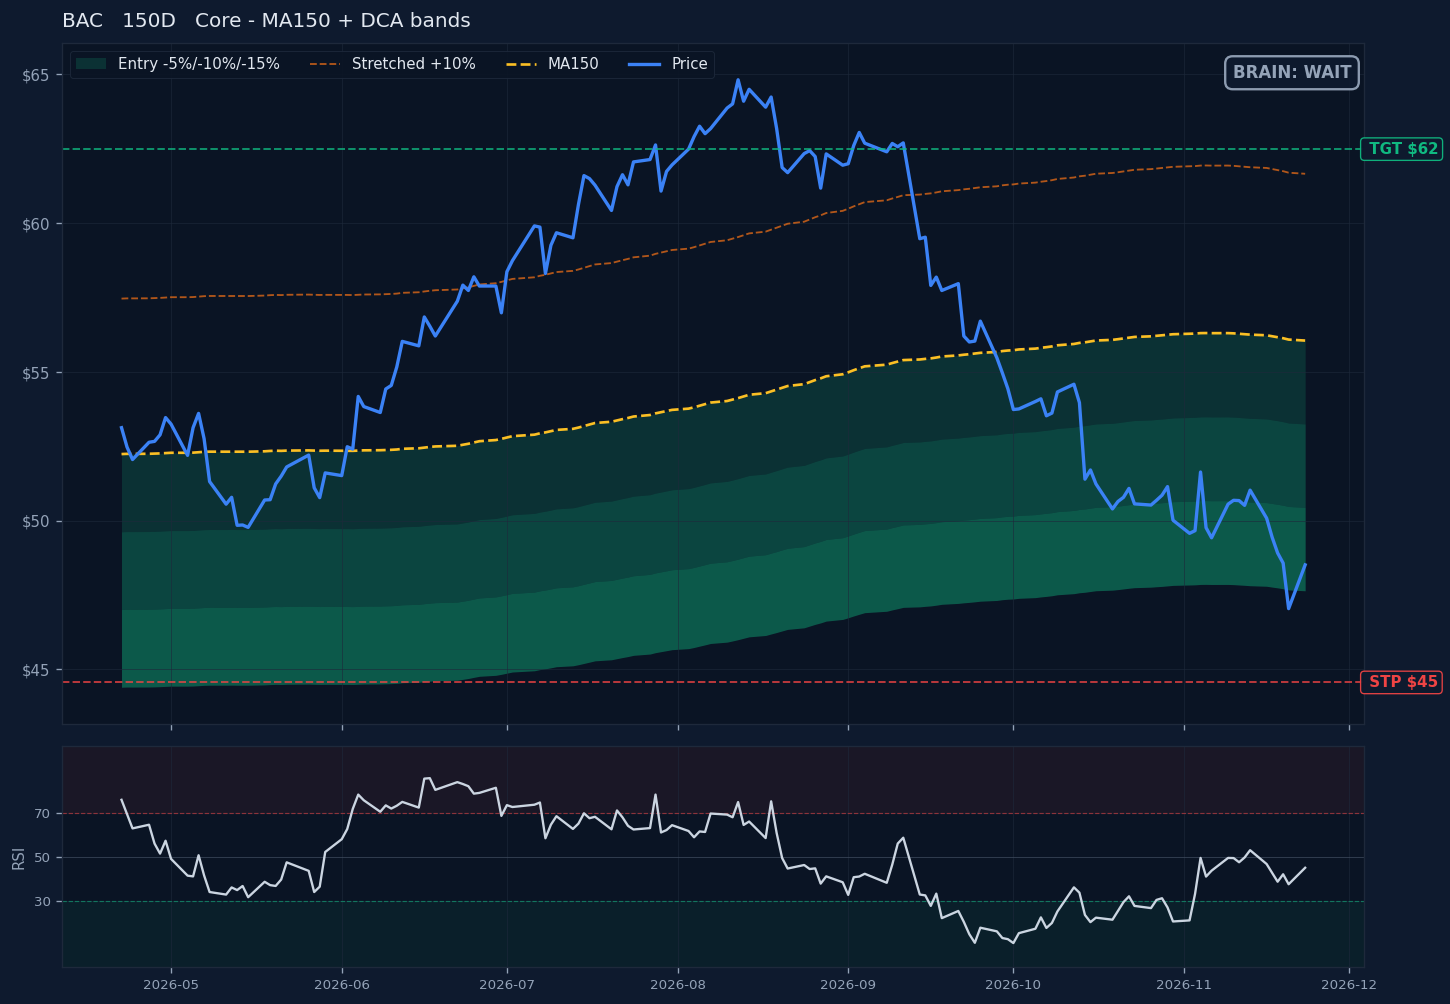 BAC 150D Core - MA150 + DCA bands
Entry -5%/-10%/-15% Stretched +10% MA150 Price
BRAIN: WAIT
$65
TGT $62
$60
$55
$50
$45
STP $45
70
50
30
RSI
2026-05 2026-06 2026-07 2026-08 2026-09 2026-10 2026-11 2026-12